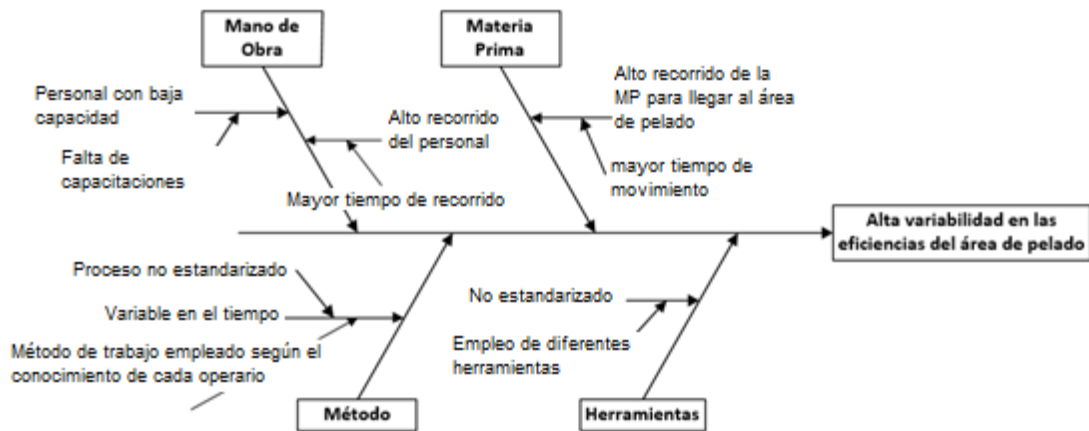 Mano de
Obra
Materia
Prima
Personal con baja
capacidad
Falta de
capacitaciones
Alto recorrido
del personal
Mayor tiempo de recorrido
Alto recorrido de la
MP para llegar al área
de pelado
mayor tiempo de
movimiento
Alta variabilidad en las
eficiencias del área de pelado
Proceso no estandarizado
Variable en el tiempo
Método de trabajo empleado según el
conocimiento de cada operario
Método
No estandarizado
Empleo de diferentes
herramientas
Herramientas